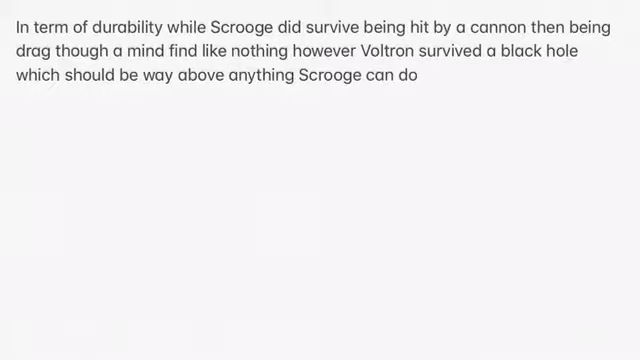 In term of durability while Scrooge did survive being hit by a cannon then being
drag though a mind find like nothing however Voltron survived a black hole
which should be way above anything Scrooge can do